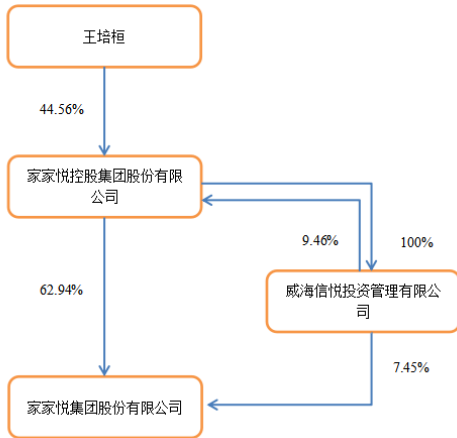 王培桓
44.56%
家家悦控股集团股份有限
公司
9.46%
100%
62.94%
威海信悦投资管理有限公
司
7.45%
家家悦集团股份有限公司